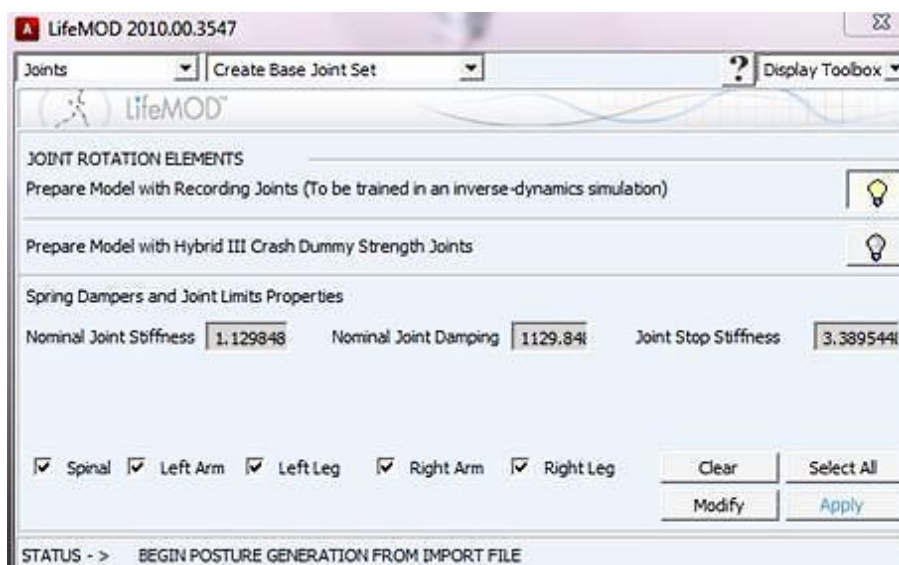 LifeMOD 2010.00.3547
Joints Create Base Joint Set ? Display Toolbox
LifeMOD™
JOINT ROTATION ELEMENTS
Prepare Model with Recording Joints (To be trained in an inverse-dynamics simulation)
Prepare Model with Hybrid III Crash Dummy Strength Joints
Spring Dampers and Joint Limits Properties
Nominal Joint Stiffness 1.129848 Nominal Joint Damping 1129.848 Joint Stop Stiffness 3.3895448
Spinal Left Arm Left Leg Right Arm Right Leg Clear Select All
Modify Apply
STATUS - > BEGIN POSTURE GENERATION FROM IMPORT FILE